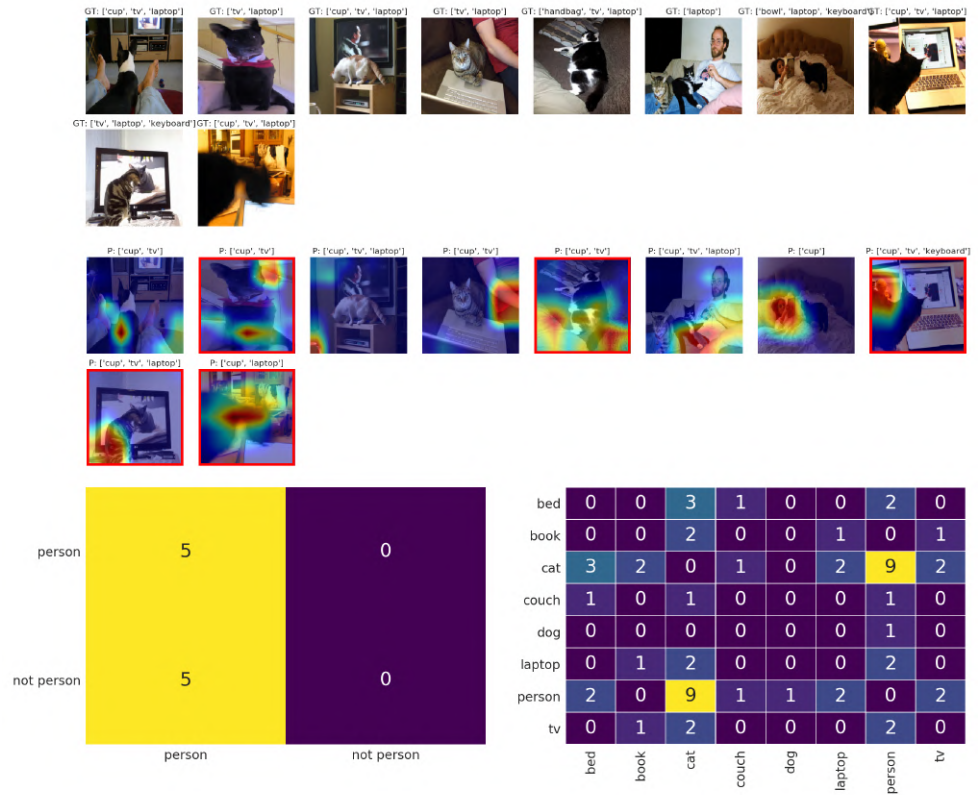 GT: ['cup', 'tv', 'laptop'] GT: ['tv', 'laptop'] GT: ['cup', 'tv', 'laptop'] GT: ['tv', 'laptop'] GT: ['handbag', 'tv', 'laptop'] GT: ['laptop'] GT: ['bowl', 'laptop', 'keyboard'] GT: ['cup', 'tv', 'laptop']
GT: ['tv', 'laptop', 'keyboard'] GT: ['cup', 'tv', 'laptop']
P: ['cup', 'tv'] P: ['cup', 'tv'] P: ['cup', 'tv', 'laptop'] P: ['cup', 'tv'] P: ['cup', 'tv'] P: ['cup', 'tv', 'laptop'] P: ['cup'] P: ['cup', 'tv', 'keyboard']
P: ['cup', 'tv', 'laptop'] P: ['cup', 'laptop']
person 5 0
not person 5 0
person not person
bed 0 0 3 1 0 0 2 0
book 0 0 2 0 0 1 0 1
cat 3 2 0 1 0 2 9 2
couch 1 0 1 0 0 0 1 0
dog 0 0 0 0 0 0 1 0
laptop 0 1 2 0 0 0 2 0
person 2 0 9 1 1 2 0 2
tv 0 1 2 0 0 0 2 0
bed book cat couch dog laptop person tv